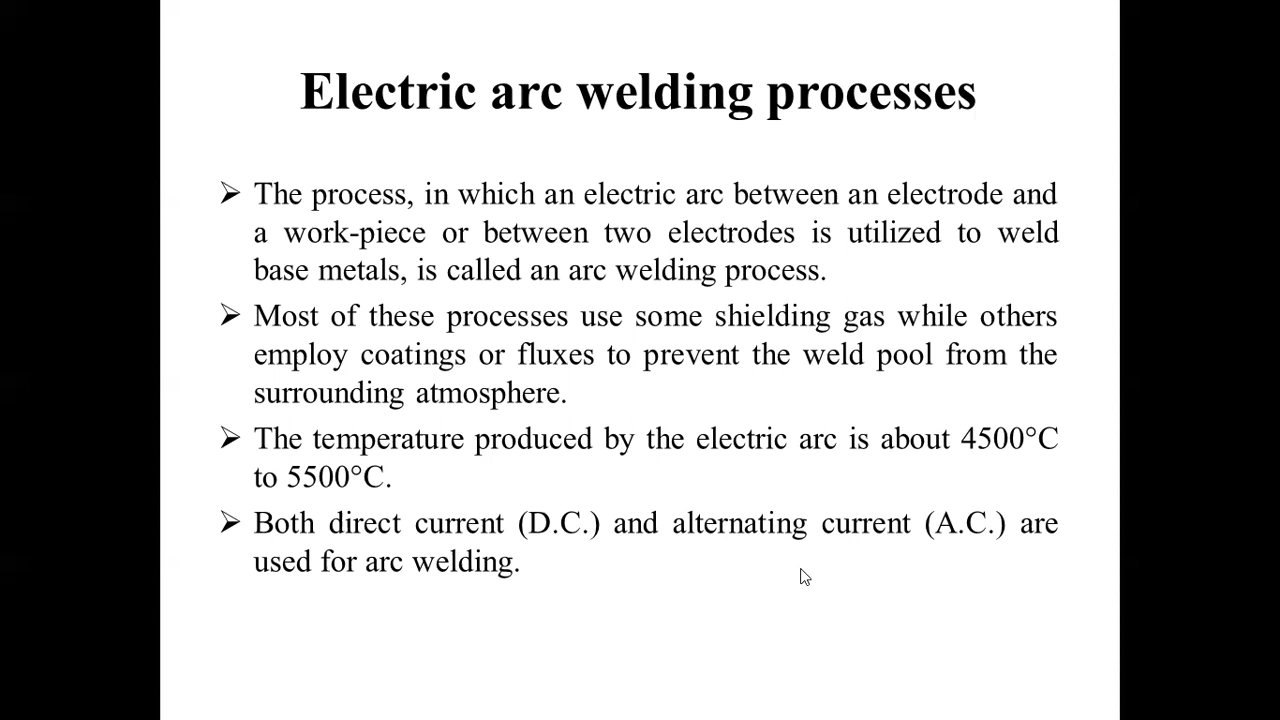 Electric arc welding processes
The process, in which an electric arc between an electrode and
a work-piece or between two electrodes is utilized to weld
base metals, is called an arc welding process.
Most of these processes use some shielding gas while others
employ coatings or fluxes to prevent the weld pool from the
surrounding atmosphere.
The temperature produced by the electric arc is about 4500°C
to 5500°C.
Both direct current (D.C.) and alternating current (A.C.) are
used for arc welding.